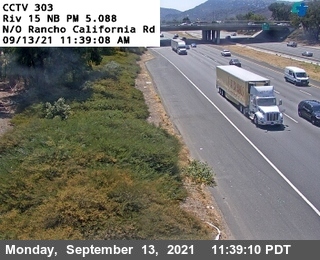 CCTV 303
Riv 15 NB PM 5.088
N/O Rancho California Rd
09/13/21 11:39:08 AM
Monday, September 13, 2021 11:39:10 PDT